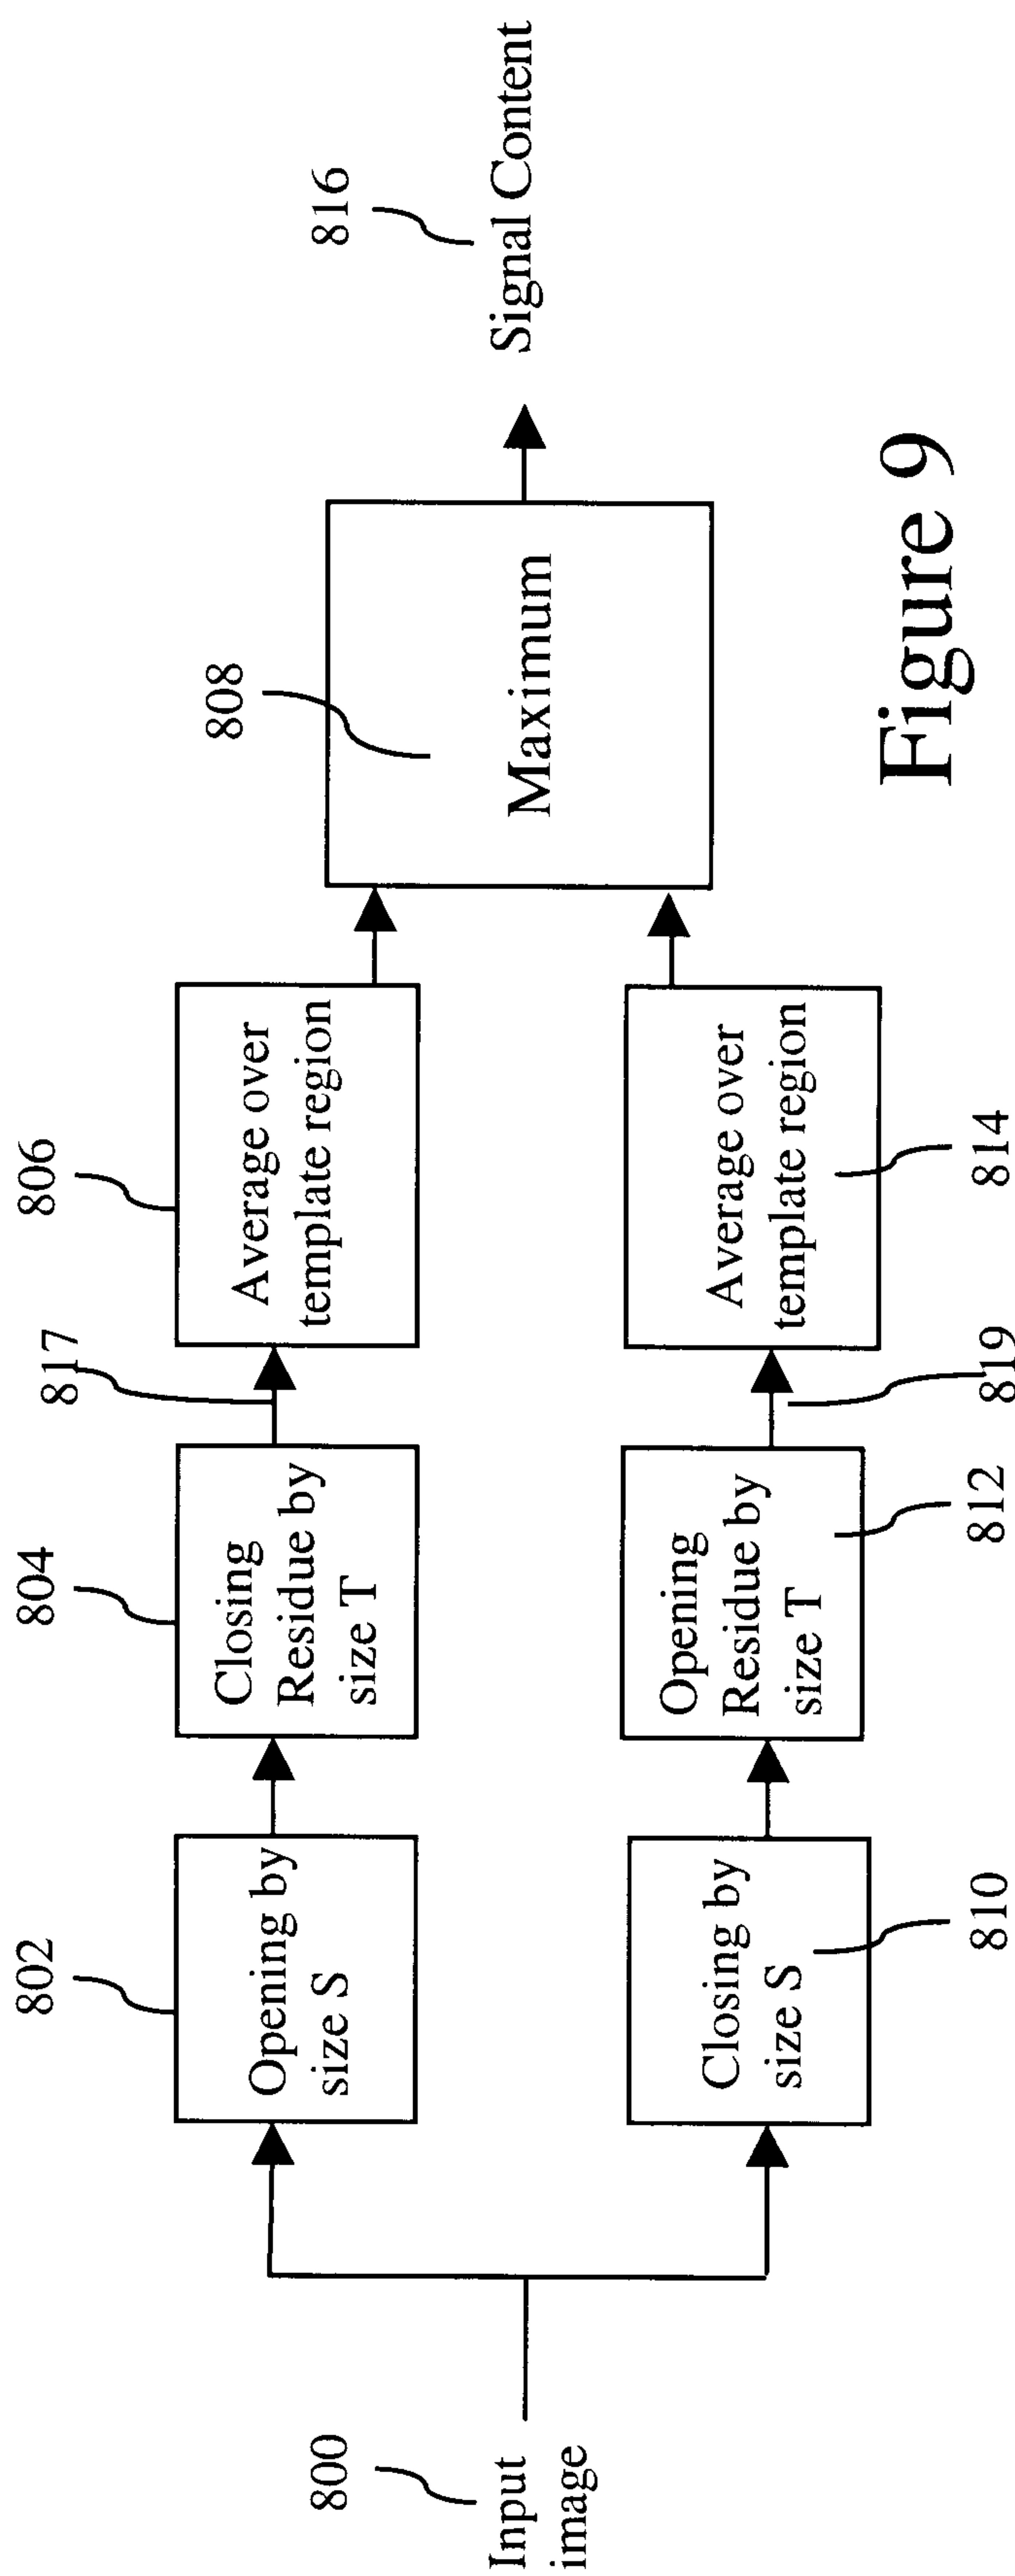 800
Input
image
802
Opening by
size S
804
Closing
Residue by
size T
817
806
Average over
template region
810
Closing by
size S
812
Opening
Residue by
size T
819
814
Average over
template region
808
Maximum
816
Signal Content
Figure 9